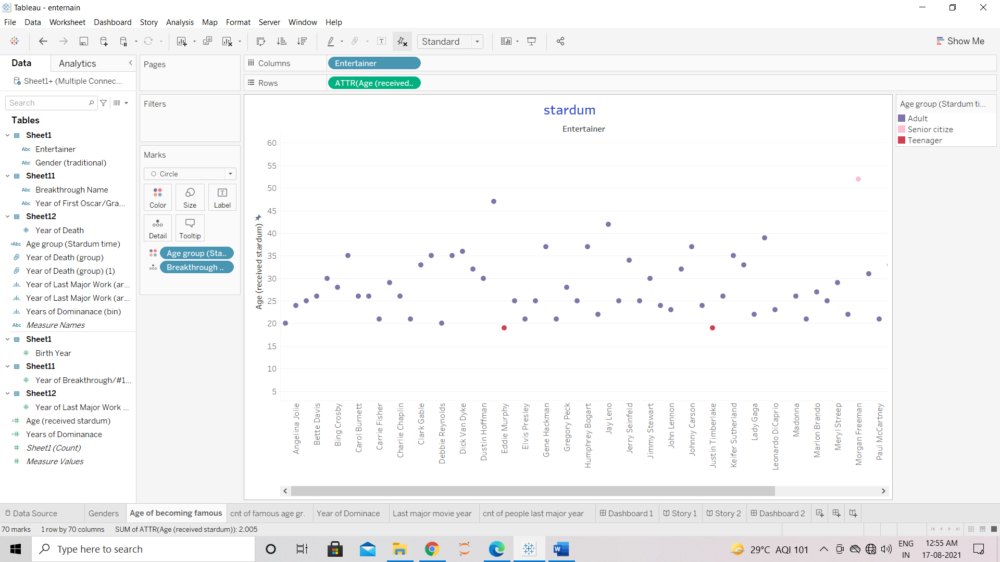 Tableau - enternain
File Data Worksheet Dashboard Story Analysis Map Format Server Window Help
Standard
Show Me
Data Analytics
Sheet1+ (Multiple Connec...
Search
Tables
Sheet1
Abc Entertainer
Abc Gender (traditional)
Sheet11
Abc Breakthrough Name
Abc Year of First Oscar/Gra...
Sheet12
# Year of Death
=Abc Age group (Stardum time)
Year of Death (group)
Year of Death (group) (1)
Year of Last Major Work (ar...
Year of Last Major Work (ar...
Years of Dominanace (bin)
Abc Measure Names
Sheet1
# Birth Year
Sheet11
# Year of Breakthrough/#1...
Sheet12
# Year of Last Major Work ...
=# Age (received stardum)
=# Years of Dominanace
# Sheet1 (Count)
# Measure Values
Pages
Filters
Marks
Circle
Color Size Label
Detail Tooltip
Age group (Sta..
Breakthrough ..
Columns Entertainer
Rows ATTR(Age (received..
stardum
Entertainer
Age (received stardum)
60
55
50
45
40
35
30
25
20
15
10
5
Angelina Jolie
Bette Davis
Bing Crosby
Carol Burnett
Carrie Fisher
Charlie Chaplin
Clark Gable
Debbie Reynolds
Dick Van Dyke
Dustin Hoffman
Eddie Murphy
Elvis Presley
Gene Hackman
Gregory Peck
Humphrey Bogart
Jay Leno
Jerry Seinfeld
Jimmy Stewart
John Lennon
Johnny Carson
Justin Timberlake
Keifer Sutherland
Lady Gaga
Leonardo DiCaprio
Madonna
Marlon Brando
Meryl Streep
Morgan Freeman
Paul McCartney
Age group (Stardum ti...
Adult
Senior citize
Teenager
Data Source Genders Age of becoming famous cnt of famous age gr. Year of Dominace Last major movie year cnt of people last major year Dashboard 1 Story 1 Story 2 Dashboard 2
70 marks 1 row by 70 columns SUM of ATTR(Age (received stardum)): 2,005
Type here to search
29°C AQI 101
ENG
IN
12:55 AM
17-08-2021